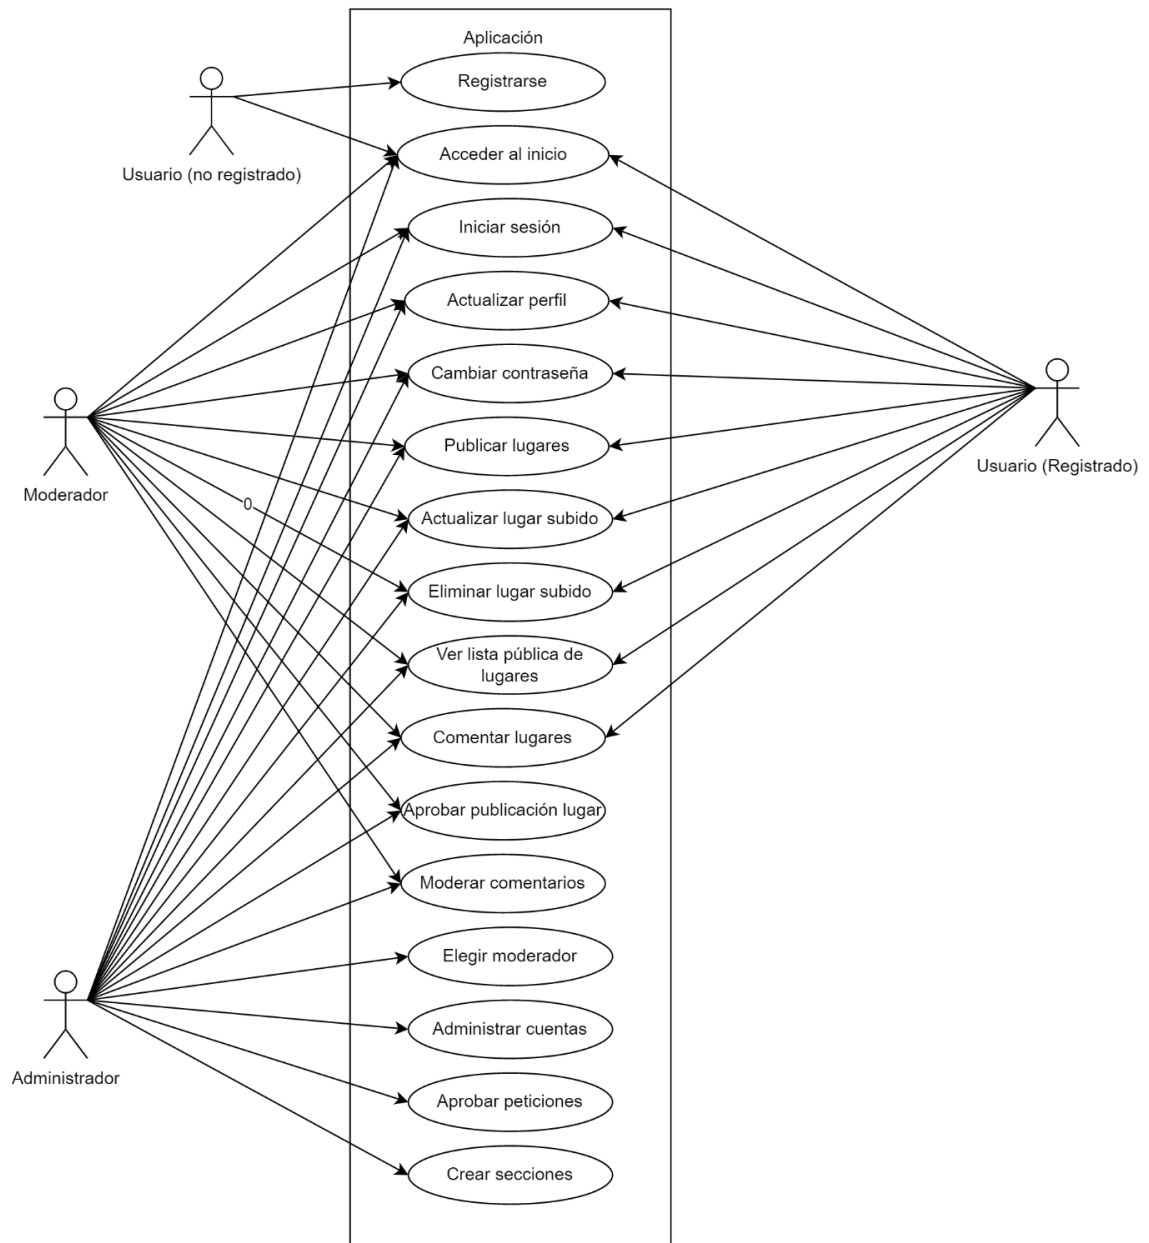 Aplicación
Registrarse
Usuario (no registrado)
Acceder al inicio
Iniciar sesión
Actualizar perfil
Cambiar contraseña
Publicar lugares
Usuario (Registrado)
Moderador
0
Actualizar lugar subido
Eliminar lugar subido
Ver lista pública de
lugares
Comentar lugares
Aprobar publicación lugar
Moderar comentarios
Elegir moderador
Administrar cuentas
Administrador
Aprobar peticiones
Crear secciones